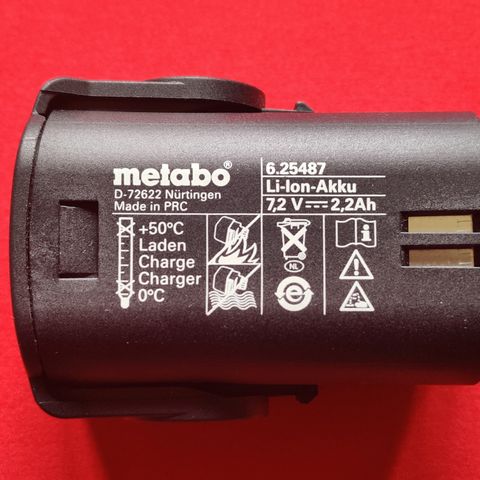 metabo®
D-72622 Nürtingen
Made in PRC
6.25487
Li-Ion-Akku
7,2 V⎓2,2Ah
+50°C
Laden
Charge
Charger
0°C
NL